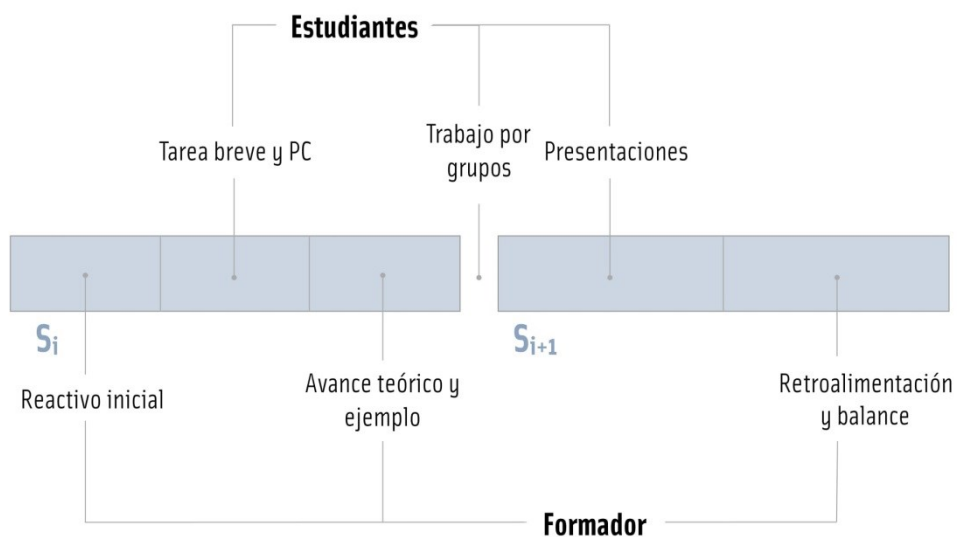 Estudiantes
Tarea breve y PC
Trabajo por
grupos
Presentaciones
Si
Si+1
Reactivo inicial
Avance teórico y
ejemplo
Retroalimentación
y balance
Formador